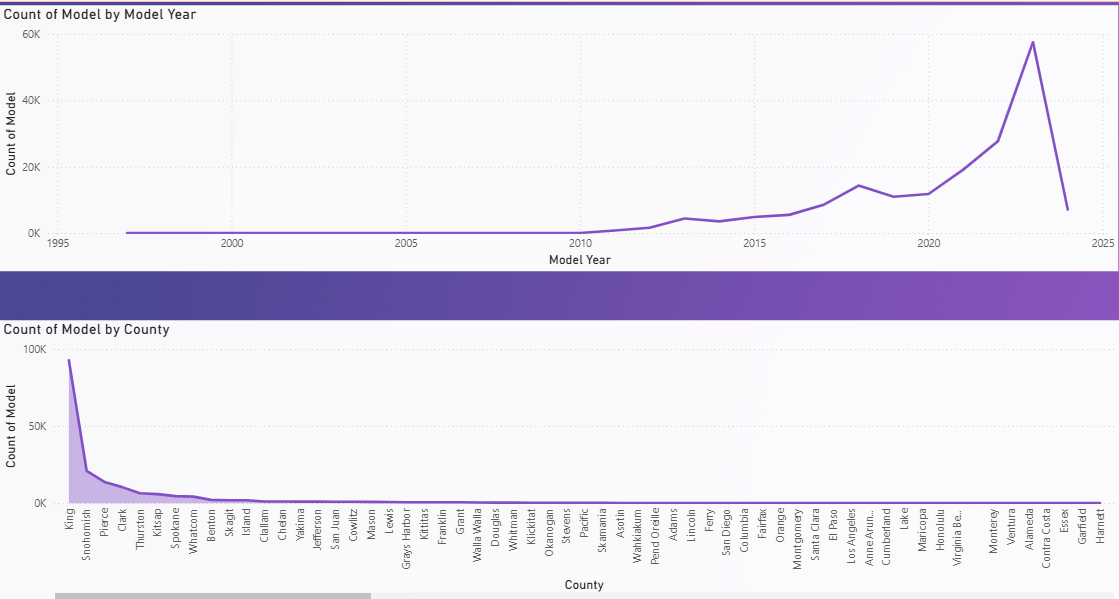 Count of Model by Model Year
60K
40K
20K
0K
Count of Model
1995 2000 2005 2010 2015 2020 2025
Model Year
Count of Model by County
100K
50K
0K
Count of Model
King
Snohomish
Pierce
Clark
Thurston
Kitsap
Spokane
Whatcom
Benton
Skagit
Island
Clallam
Chelan
Yakima
Jefferson
San Juan
Cowlitz
Mason
Lewis
Grays Harbor
Kittitas
Franklin
Grant
Walla Walla
Douglas
Whitman
Klickitat
Okanogan
Stevens
Pacific
Skamania
Asotin
Wahkiakum
Pend Oreille
Adams
Lincoln
Ferry
San Diego
Columbia
Fairfax
Orange
Montgomery
Santa Clara
El Paso
Los Angeles
Anne Arun...
Cumberland
Lake
Maricopa
Honolulu
Virginia Be...
Monterey
Ventura
Alameda
Contra Costa
Essex
Garfield
Harnett
County